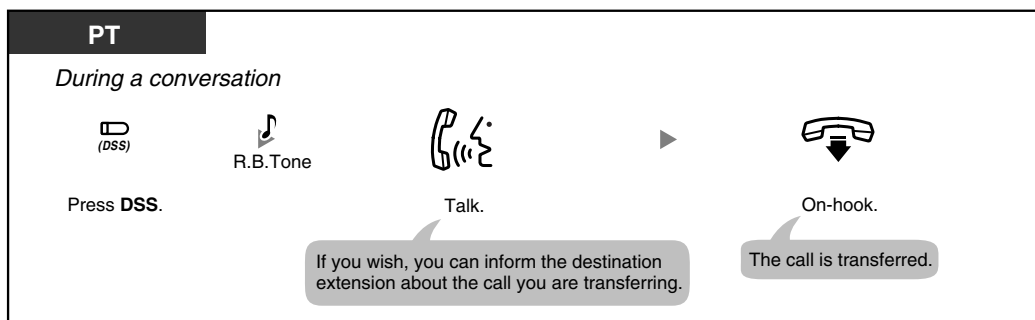 PT
During a conversation
(DSS)
R.B.Tone
Press DSS.
Talk.
On-hook.
If you wish, you can inform the destination
extension about the call you are transferring.
The call is transferred.